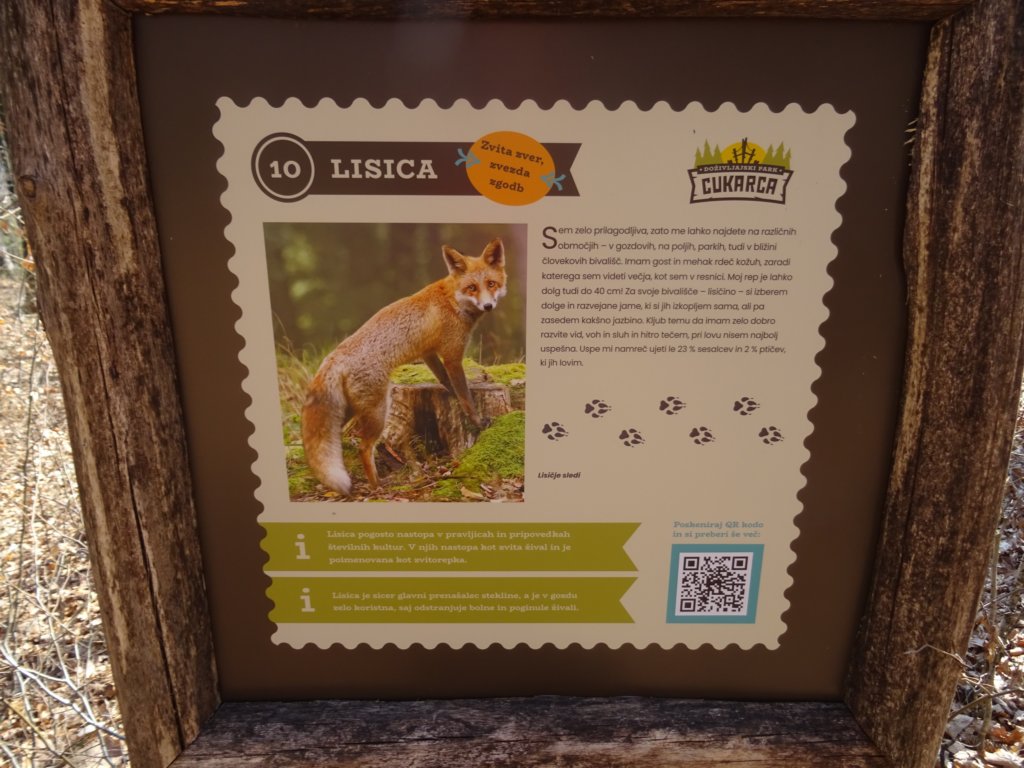 10
LISICA
Zvita zver,
zvezda
zgodb
DOŽIVLJAJSKI PARK
CUKARCA
Sem zelo prilagodljiva, zato me lahko najdete na različnih
območjih – v gozdovih, na poljih, parkih, tudi v bližini
človekovih bivališč. Imam gost in mehak rdeč kožuh, zaradi
katerega sem videti večja, kot sem v resnici. Moj rep je lahko
dolg tudi do 40 cm! Za svoje bivališče – lisičino – si izberem
dolge in razvejane jame, ki si jih izkopljem sama, ali pa
zasedem kakšno jazbino. Kljub temu da imam zelo dobro
razvite vid, voh in sluh in hitro tečem, pri lovu nisem najbolj
uspešna. Uspe mi namreč ujeti le 23 % sesalcev in 2 % ptičev,
ki jih lovim.
Lisičje sledi
i
Lisica pogosto nastopa v pravljicah in pripovedkah
številnih kultur. V njih nastopa kot zvita žival in je
poimenovana kot zvitorepka.
i
Lisica je sicer glavni prenašalec stekline, a je v gozdu
zelo koristna, saj odstranjuje bolne in poginule živali.
Poskeniraj QR kodo
in si preberi še več: